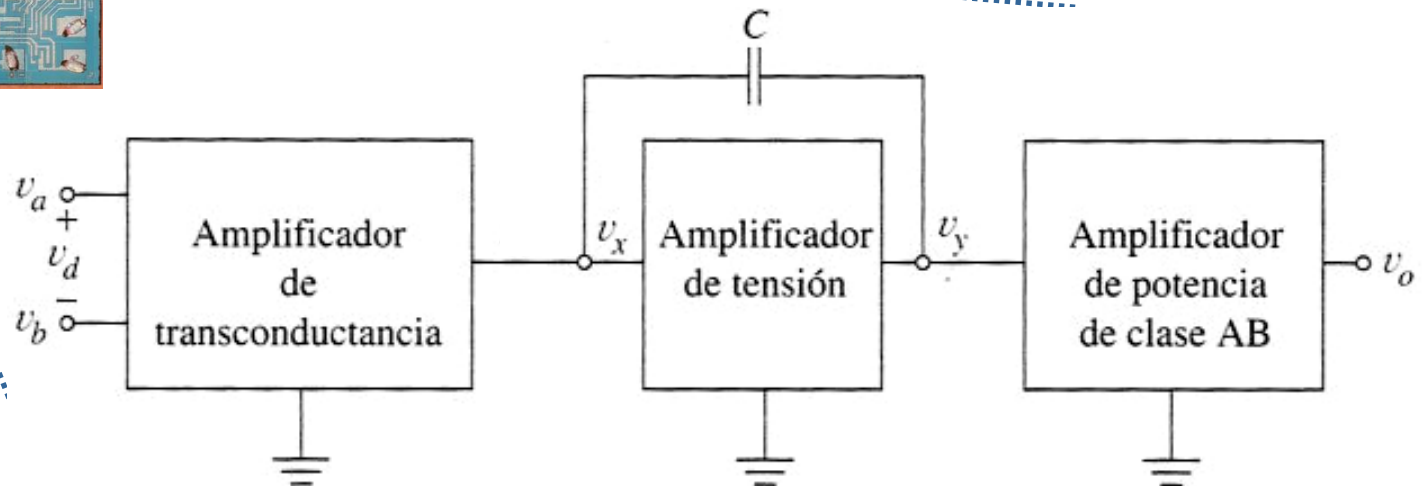 C
v_a
+
v_d
−
v_b
Amplificador
de
transconductancia
v_x
Amplificador
de tensión
v_y
Amplificador
de potencia
de clase AB
v_o